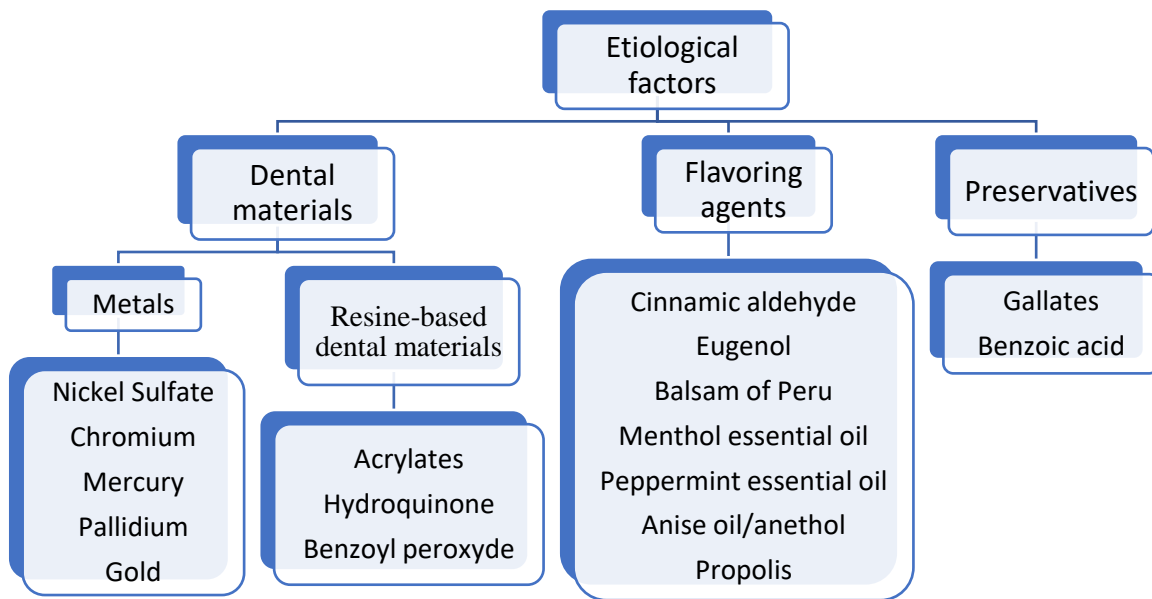 Etiological
factors
Dental
materials
Flavoring
agents
Preservatives
Metals
Resine-based
dental materials
Cinnamic aldehyde
Eugenol
Balsam of Peru
Menthol essential oil
Peppermint essential oil
Anise oil/anethol
Propolis
Gallates
Benzoic acid
Nickel Sulfate
Chromium
Mercury
Pallidium
Gold
Acrylates
Hydroquinone
Benzoyl peroxyde